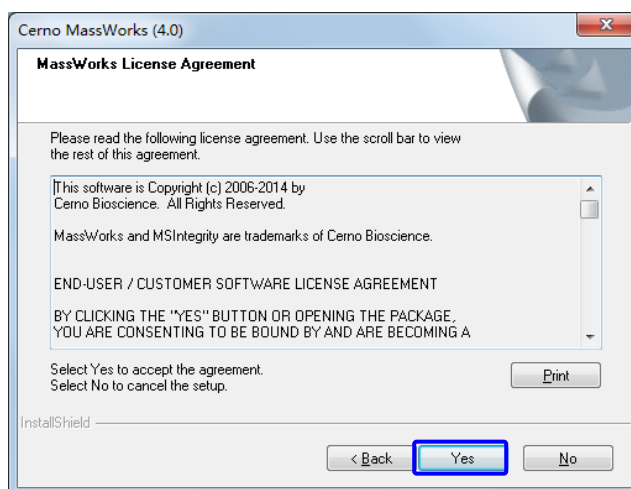 Cerno MassWorks (4.0)
MassWorks License Agreement
Please read the following license agreement. Use the scroll bar to view
the rest of this agreement.
This software is Copyright (c) 2006-2014 by
Cerno Bioscience.  All Rights Reserved.
MassWorks and MSIntegrity are trademarks of Cerno Bioscience.
END-USER / CUSTOMER SOFTWARE LICENSE AGREEMENT
BY CLICKING THE "YES" BUTTON OR OPENING THE PACKAGE,
YOU ARE CONSENTING TO BE BOUND BY AND ARE BECOMING A
Select Yes to accept the agreement.
Select No to cancel the setup.
Print
InstallShield
< Back
Yes
No